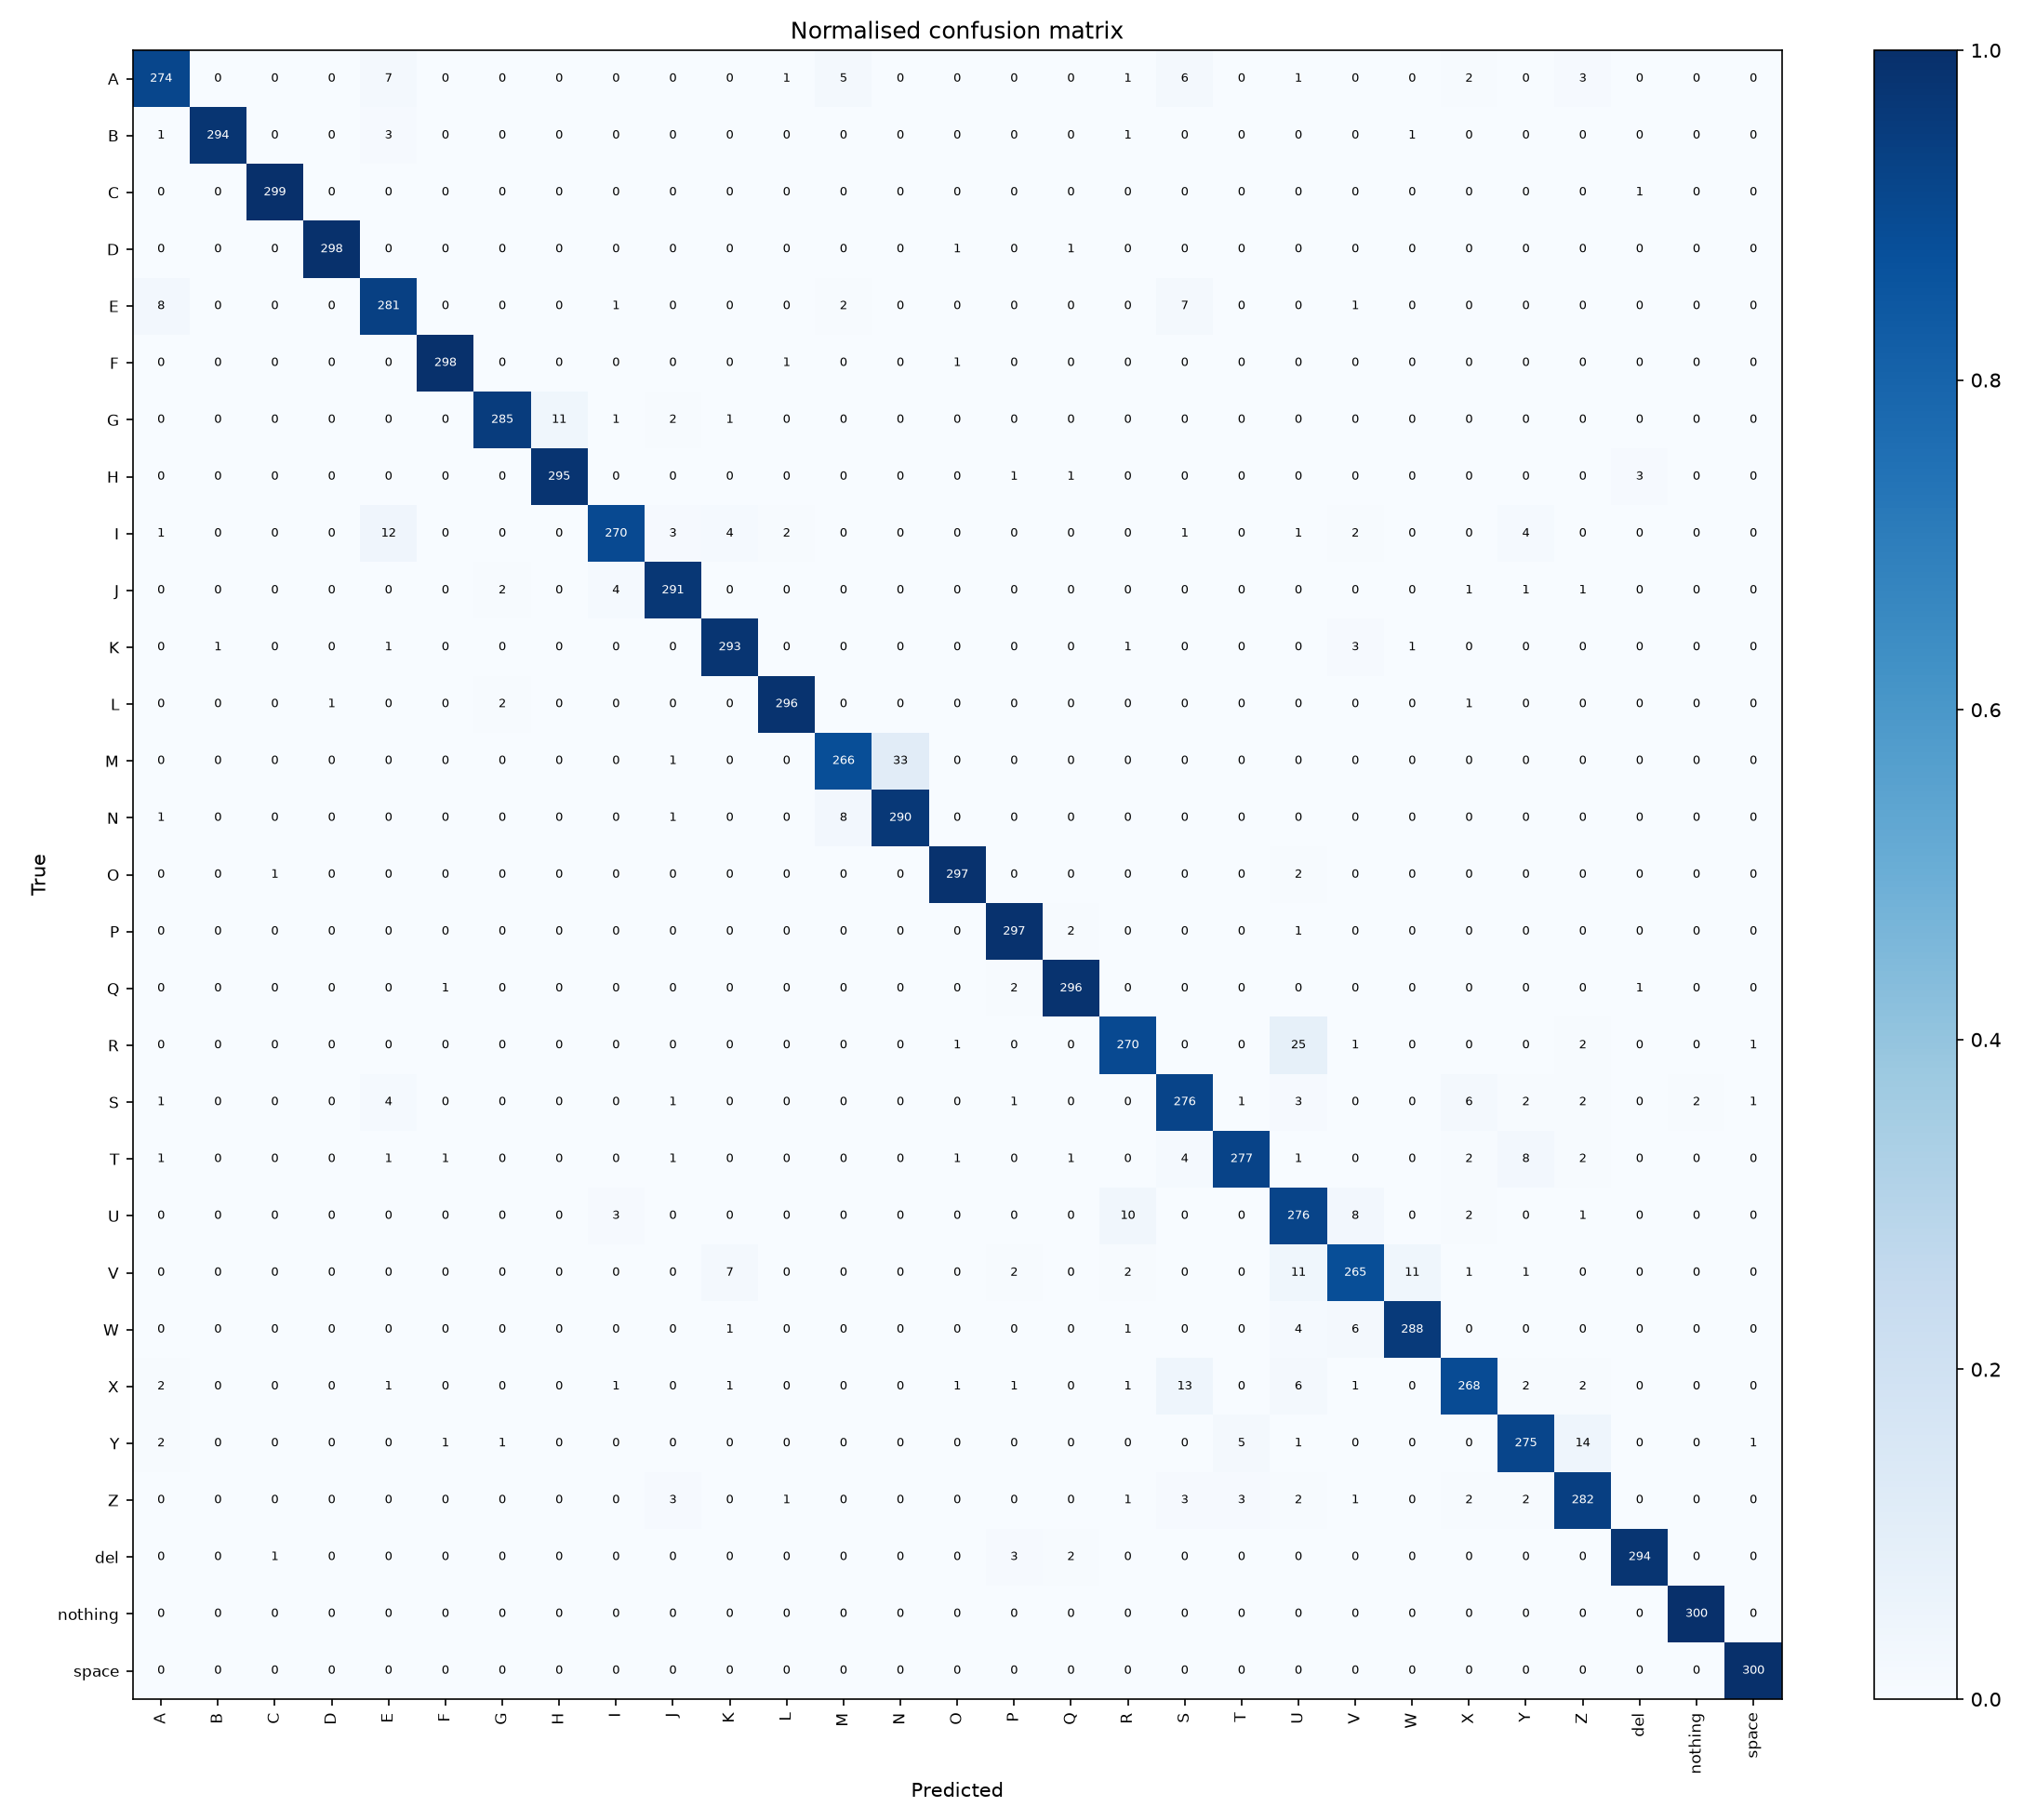 Normalised confusion matrix
A 274 0 0 0 7 0 0 0 0 0 0 1 5 0 0 0 0 1 6 0 1 0 0 2 0 3 0 0 0
B 1 294 0 0 3 0 0 0 0 0 0 0 0 0 0 0 0 1 0 0 0 0 1 0 0 0 0 0 0
C 0 0 299 0 0 0 0 0 0 0 0 0 0 0 0 0 0 0 0 0 0 0 0 0 0 0 1 0 0
D 0 0 0 298 0 0 0 0 0 0 0 0 0 0 1 0 1 0 0 0 0 0 0 0 0 0 0 0 0
E 8 0 0 0 281 0 0 0 1 0 0 0 2 0 0 0 0 0 7 0 0 1 0 0 0 0 0 0 0
F 0 0 0 0 0 298 0 0 0 0 0 1 0 0 1 0 0 0 0 0 0 0 0 0 0 0 0 0 0
G 0 0 0 0 0 0 285 11 1 2 1 0 0 0 0 0 0 0 0 0 0 0 0 0 0 0 0 0 0
H 0 0 0 0 0 0 0 295 0 0 0 0 0 0 0 1 1 0 0 0 0 0 0 0 0 0 3 0 0
I 1 0 0 0 12 0 0 0 270 3 4 2 0 0 0 0 0 0 1 0 1 2 0 0 4 0 0 0 0
J 0 0 0 0 0 0 2 0 4 291 0 0 0 0 0 0 0 0 0 0 0 0 0 1 1 1 0 0 0
K 0 1 0 0 1 0 0 0 0 0 293 0 0 0 0 0 0 1 0 0 0 3 1 0 0 0 0 0 0
L 0 0 0 1 0 0 2 0 0 0 0 296 0 0 0 0 0 0 0 0 0 0 0 1 0 0 0 0 0
M 0 0 0 0 0 0 0 0 0 1 0 0 266 33 0 0 0 0 0 0 0 0 0 0 0 0 0 0 0
N 1 0 0 0 0 0 0 0 0 1 0 0 8 290 0 0 0 0 0 0 0 0 0 0 0 0 0 0 0
O 0 0 1 0 0 0 0 0 0 0 0 0 0 0 297 0 0 0 0 0 2 0 0 0 0 0 0 0 0
P 0 0 0 0 0 0 0 0 0 0 0 0 0 0 0 297 2 0 0 0 1 0 0 0 0 0 0 0 0
Q 0 0 0 0 0 1 0 0 0 0 0 0 0 0 0 2 296 0 0 0 0 0 0 0 0 0 1 0 0
R 0 0 0 0 0 0 0 0 0 0 0 0 0 0 1 0 0 270 0 0 25 1 0 0 0 2 0 0 1
S 1 0 0 0 4 0 0 0 0 1 0 0 0 0 0 1 0 0 276 1 3 0 0 6 2 2 0 2 1
T 1 0 0 0 1 1 0 0 0 1 0 0 0 0 1 0 1 0 4 277 1 0 0 2 8 2 0 0 0
U 0 0 0 0 0 0 0 0 3 0 0 0 0 0 0 0 0 10 0 0 276 8 0 2 0 1 0 0 0
V 0 0 0 0 0 0 0 0 0 0 7 0 0 0 0 2 0 2 0 0 11 265 11 1 1 0 0 0 0
W 0 0 0 0 0 0 0 0 0 0 1 0 0 0 0 0 0 1 0 0 4 6 288 0 0 0 0 0 0
X 2 0 0 0 1 0 0 0 1 0 1 0 0 0 1 1 0 1 13 0 6 1 0 268 2 2 0 0 0
Y 2 0 0 0 0 1 1 0 0 0 0 0 0 0 0 0 0 0 0 5 1 0 0 0 275 14 0 0 1
Z 0 0 0 0 0 0 0 0 0 3 0 1 0 0 0 0 0 1 3 3 2 1 0 2 2 282 0 0 0
del 0 0 1 0 0 0 0 0 0 0 0 0 0 0 0 3 2 0 0 0 0 0 0 0 0 0 294 0 0
nothing 0 0 0 0 0 0 0 0 0 0 0 0 0 0 0 0 0 0 0 0 0 0 0 0 0 0 0 300 0
space 0 0 0 0 0 0 0 0 0 0 0 0 0 0 0 0 0 0 0 0 0 0 0 0 0 0 0 0 300
A B C D E F G H I J K L M N O P Q R S T U V W X Y Z del nothing space
True
Predicted
1.0
0.8
0.6
0.4
0.2
0.0